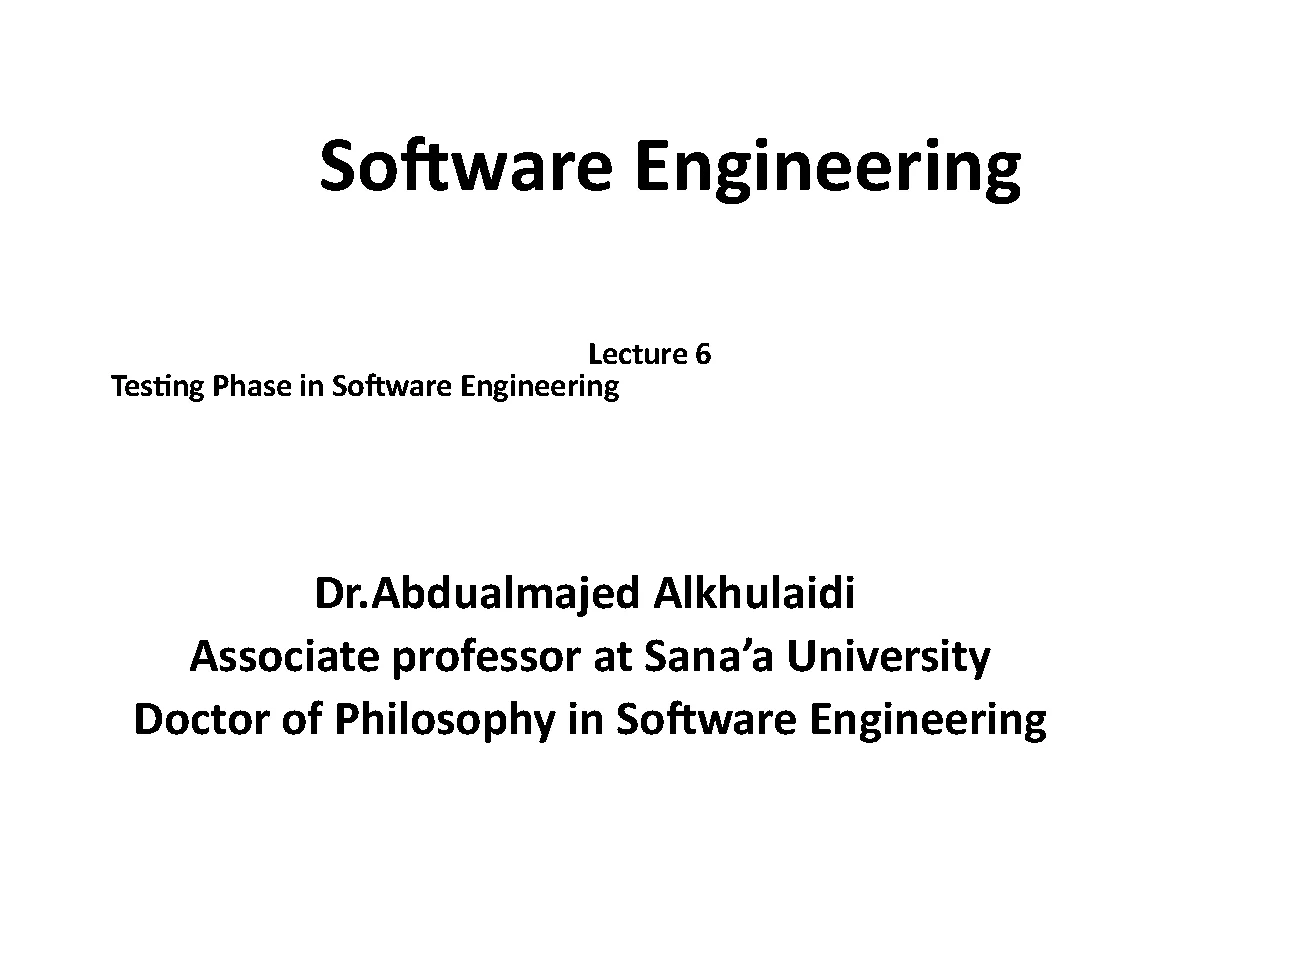 Software Engineering
Lecture 6
Testing Phase in Software Engineering
Dr.Abdualmajed Alkhulaidi
Associate professor at Sana’a University
Doctor of Philosophy in Software Engineering